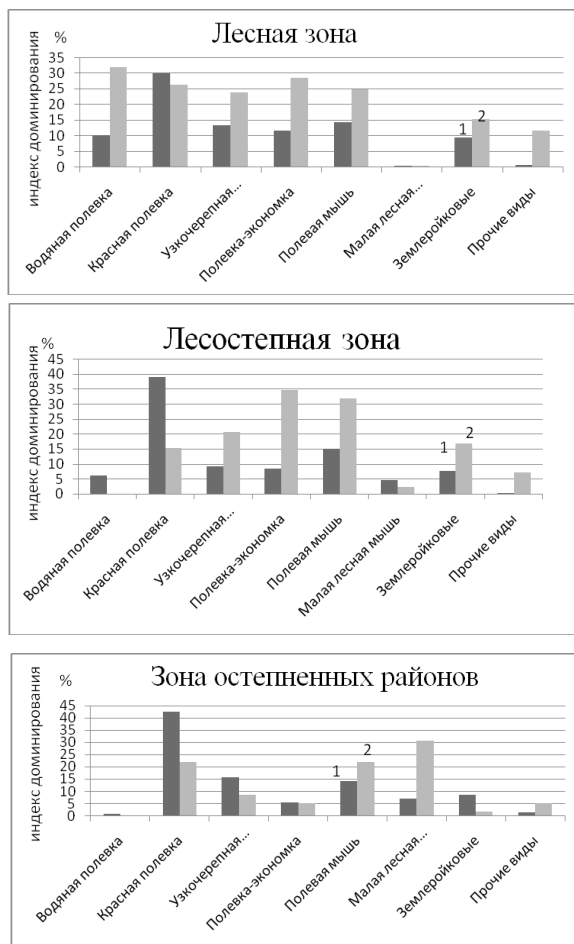 Лесная зона
%
индекс доминирования
35
30
25
20
15
10
5
0
1
2
Водяная полевка
Красная полевка
Узкочерепная...
Полевка-экономка
Полевая мышь
Малая лесная...
Землеройковые
Прочие виды
Лесостепная зона
%
индекс доминирования
45
40
35
30
25
20
15
10
5
0
1
2
Водяная полевка
Красная полевка
Узкочерепная...
Полевка-экономка
Полевая мышь
Малая лесная мышь
Землеройковые
Прочие виды
Зона остепненных районов
%
индекс доминирования
45
40
35
30
25
20
15
10
5
0
1
2
Водяная полевка
Красная полевка
Узкочерепная...
Полевка-экономка
Полевая мышь
Малая лесная...
Землеройковые
Прочие виды